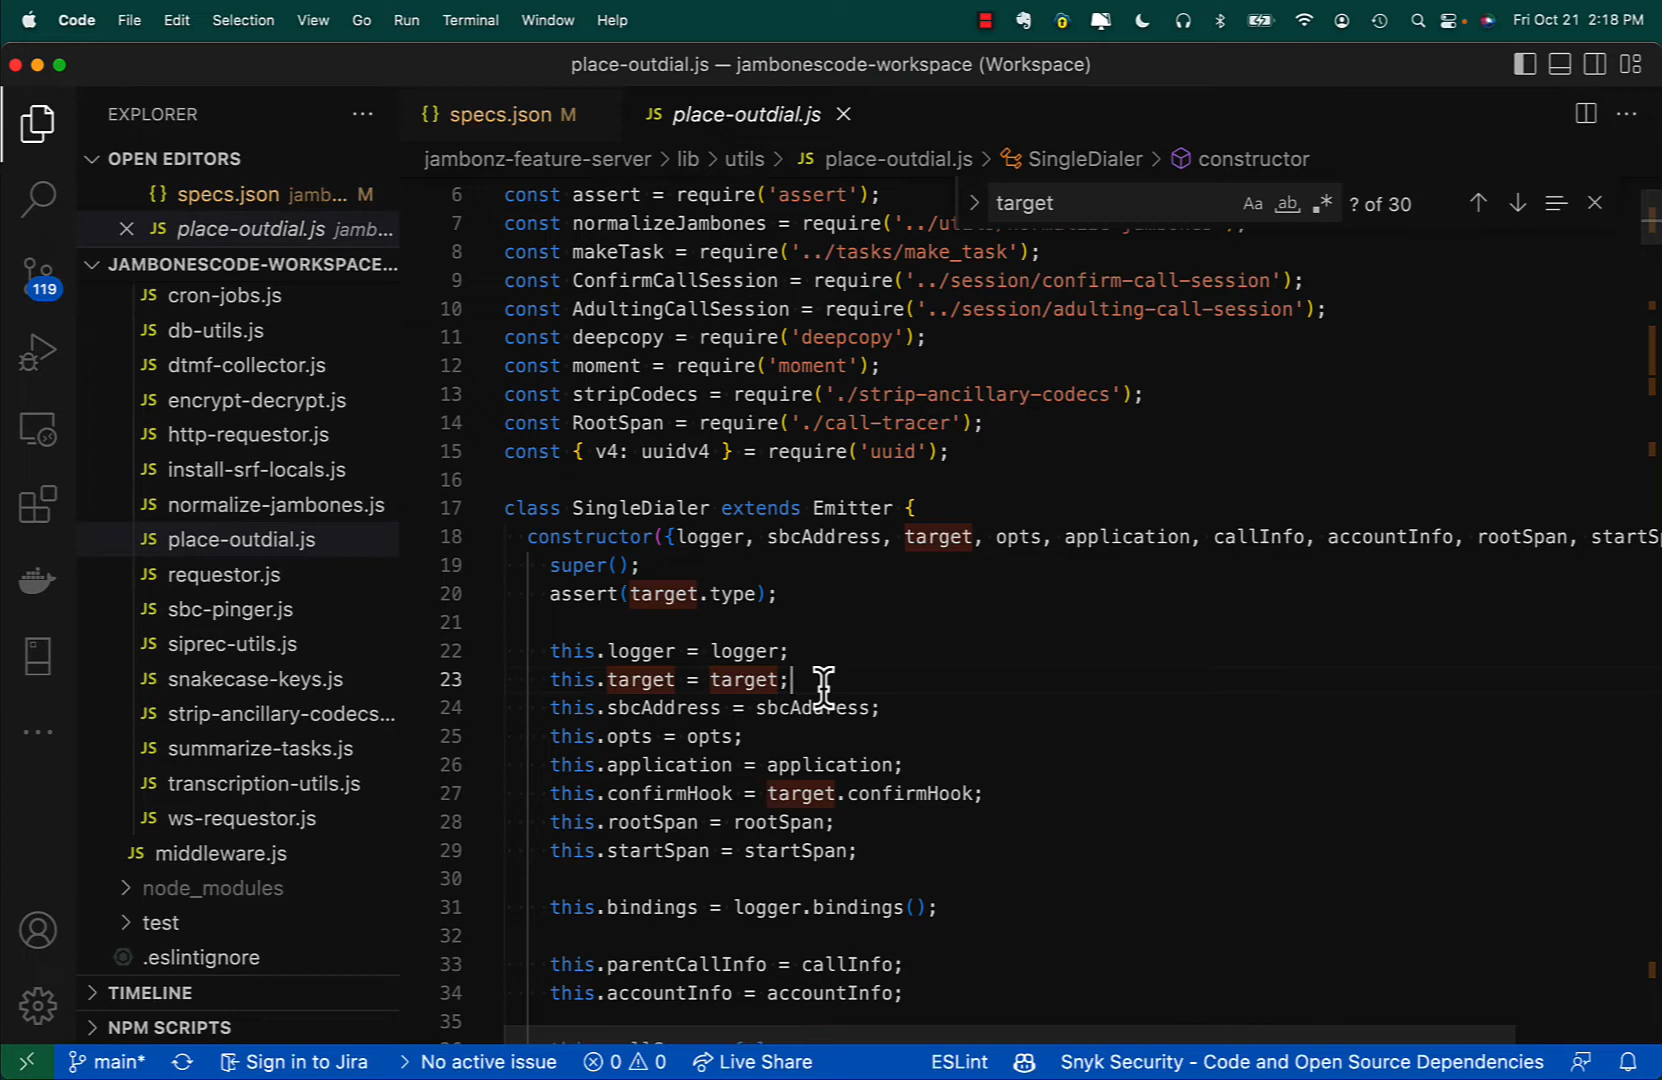 Code File Edit Selection View Go Run Terminal Window Help Fri Oct 21 2:18 PM
place-outdial.js — jambonescode-workspace (Workspace)
EXPLORER
OPEN EDITORS
{} specs.json jamb... M
JS place-outdial.js jamb...
JAMBONESCODE-WORKSPACE...
119
JS cron-jobs.js
JS db-utils.js
JS dtmf-collector.js
JS encrypt-decrypt.js
JS http-requestor.js
JS install-srf-locals.js
JS normalize-jambones.js
JS place-outdial.js
JS requestor.js
JS sbc-pinger.js
JS siprec-utils.js
JS snakecase-keys.js
JS strip-ancillary-codecs...
JS summarize-tasks.js
JS transcription-utils.js
JS ws-requestor.js
JS middleware.js
node_modules
test
.eslintignore
TIMELINE
NPM SCRIPTS
{} specs.json M JS place-outdial.js
jambonz-feature-server > lib > utils > JS place-outdial.js > SingleDialer > constructor
target Aa ab .* ? of 30
6 const assert = require('assert');
7 const normalizeJambones = require('../
8 const makeTask = require('../tasks/make_task');
9 const ConfirmCallSession = require('../session/confirm-call-session');
10 const AdultingCallSession = require('../session/adulting-call-session');
11 const deepcopy = require('deepcopy');
12 const moment = require('moment');
13 const stripCodecs = require('./strip-ancillary-codecs');
14 const RootSpan = require('./call-tracer');
15 const { v4: uuidv4 } = require('uuid');
16
17 class SingleDialer extends Emitter {
18 constructor({logger, sbcAddress, target, opts, application, callInfo, accountInfo, rootSpan, startSp
19 super();
20 assert(target.type);
21
22 this.logger = logger;
23 this.target = target;
24 this.sbcAddress = sbcAddress;
25 this.opts = opts;
26 this.application = application;
27 this.confirmHook = target.confirmHook;
28 this.rootSpan = rootSpan;
29 this.startSpan = startSpan;
30
31 this.bindings = logger.bindings();
32
33 this.parentCallInfo = callInfo;
34 this.accountInfo = accountInfo;
35
main* Sign in to Jira No active issue 0 0 Live Share ESLint Snyk Security - Code and Open Source Dependencies